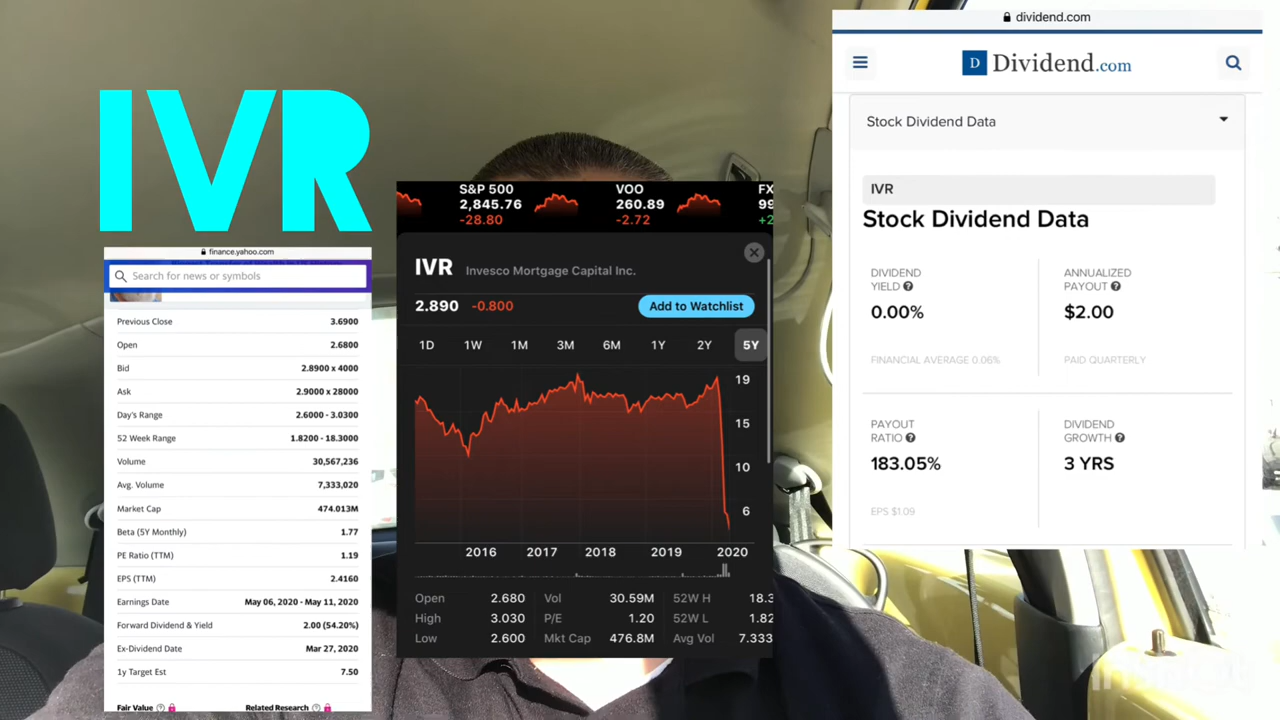 IVR
finance.yahoo.com
Search for news or symbols
Previous Close 3.6900
Open 2.6800
Bid 2.8900 x 4000
Ask 2.9000 x 28000
Day's Range 2.6000 - 3.0300
52 Week Range 1.8200 - 18.3000
Volume 30,567,236
Avg. Volume 7,333,020
Market Cap 474.013M
Beta (5Y Monthly) 1.77
PE Ratio (TTM) 1.19
EPS (TTM) 2.4160
Earnings Date May 06, 2020 - May 11, 2020
Forward Dividend & Yield 2.00 (54.20%)
Ex-Dividend Date Mar 27, 2020
1y Target Est 7.50
Fair Value Related Research
S&P 500 VOO FX
2,845.76 260.89 99
-28.80 -2.72 +2
IVR Invesco Mortgage Capital Inc.
2.890 -0.800 Add to Watchlist
1D 1W 1M 3M 6M 1Y 2Y 5Y
19
15
10
6
2016 2017 2018 2019 2020
Open 2.680 Vol 30.59M 52W H 18.3
High 3.030 P/E 1.20 52W L 1.82
Low 2.600 Mkt Cap 476.8M Avg Vol 7.333
dividend.com
D Dividend.com
Stock Dividend Data
IVR
Stock Dividend Data
DIVIDEND YIELD ANNUALIZED PAYOUT
0.00% $2.00
FINANCIAL AVERAGE 0.06% PAID QUARTERLY
PAYOUT RATIO DIVIDEND GROWTH
183.05% 3 YRS
EPS $1.09